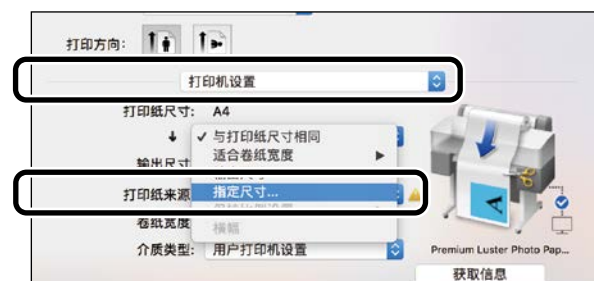 打印方向:
打印机设置
打印纸尺寸: A4
✓ 与打印纸尺寸相同
适合卷纸宽度
输出尺寸
指定尺寸...
打印纸来源
横幅
卷纸宽度
介质类型: 用户打印机设置
Premium Luster Photo Pap...
获取信息